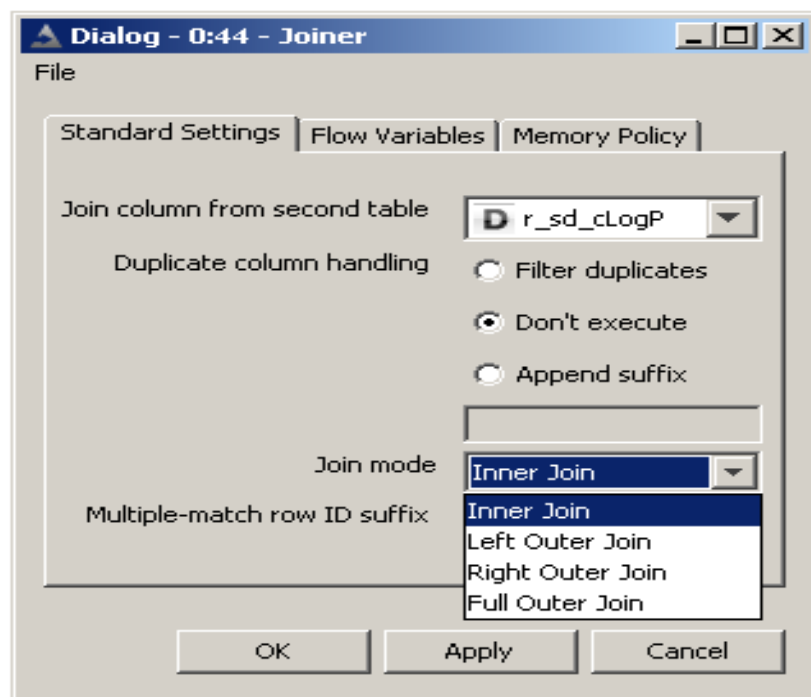 Dialog - 0:44 - Joiner
File
Standard Settings
Flow Variables
Memory Policy
Join column from second table
D r_sd_cLogP
Duplicate column handling
Filter duplicates
Don't execute
Append suffix
Join mode
Inner Join
Multiple-match row ID suffix
Inner Join
Left Outer Join
Right Outer Join
Full Outer Join
OK
Apply
Cancel